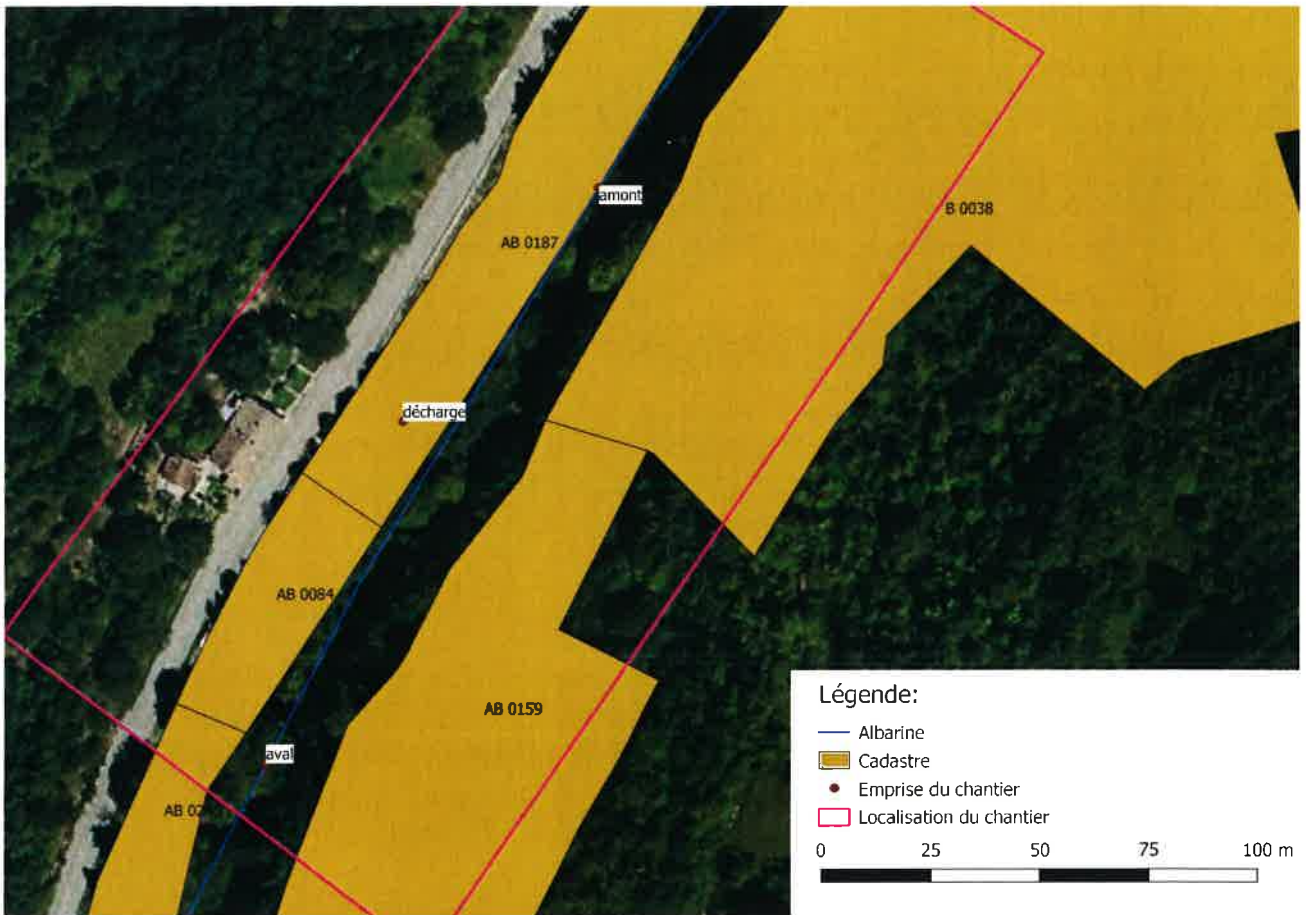 amont
B 0038
AB 0187
décharge
AB 0084
AB 0159
aval
Légende:
Albarine
Cadastre
Emprise du chantier
Localisation du chantier
0 25 50 75 100 m